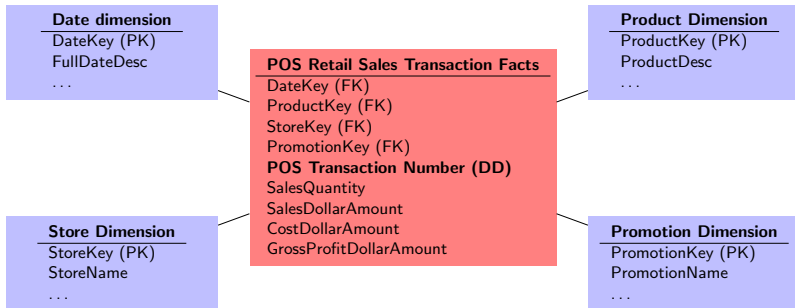 Date dimension
DateKey (PK)
FullDateDesc
...
Product Dimension
ProductKey (PK)
ProductDesc
...
POS Retail Sales Transaction Facts
DateKey (FK)
ProductKey (FK)
StoreKey (FK)
PromotionKey (FK)
POS Transaction Number (DD)
SalesQuantity
SalesDollarAmount
CostDollarAmount
GrossProfitDollarAmount
Store Dimension
StoreKey (PK)
StoreName
...
Promotion Dimension
PromotionKey (PK)
PromotionName
...